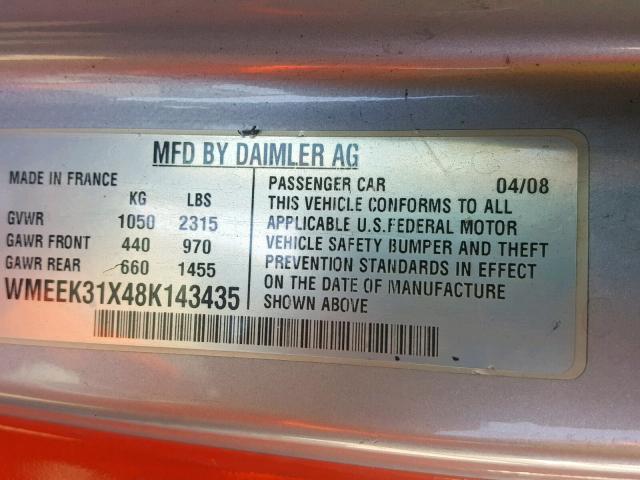 MFD BY DAIMLER AG
MADE IN FRANCE
KG LBS
GVWR 1050 2315
GAWR FRONT 440 970
GAWR REAR 660 1455
WMEEK31X48K143435
PASSENGER CAR 04/08
THIS VEHICLE CONFORMS TO ALL
APPLICABLE U.S.FEDERAL MOTOR
VEHICLE SAFETY BUMPER AND THEFT
PREVENTION STANDARDS IN EFFECT
ON THE DATE OF MANUFACTURE
SHOWN ABOVE